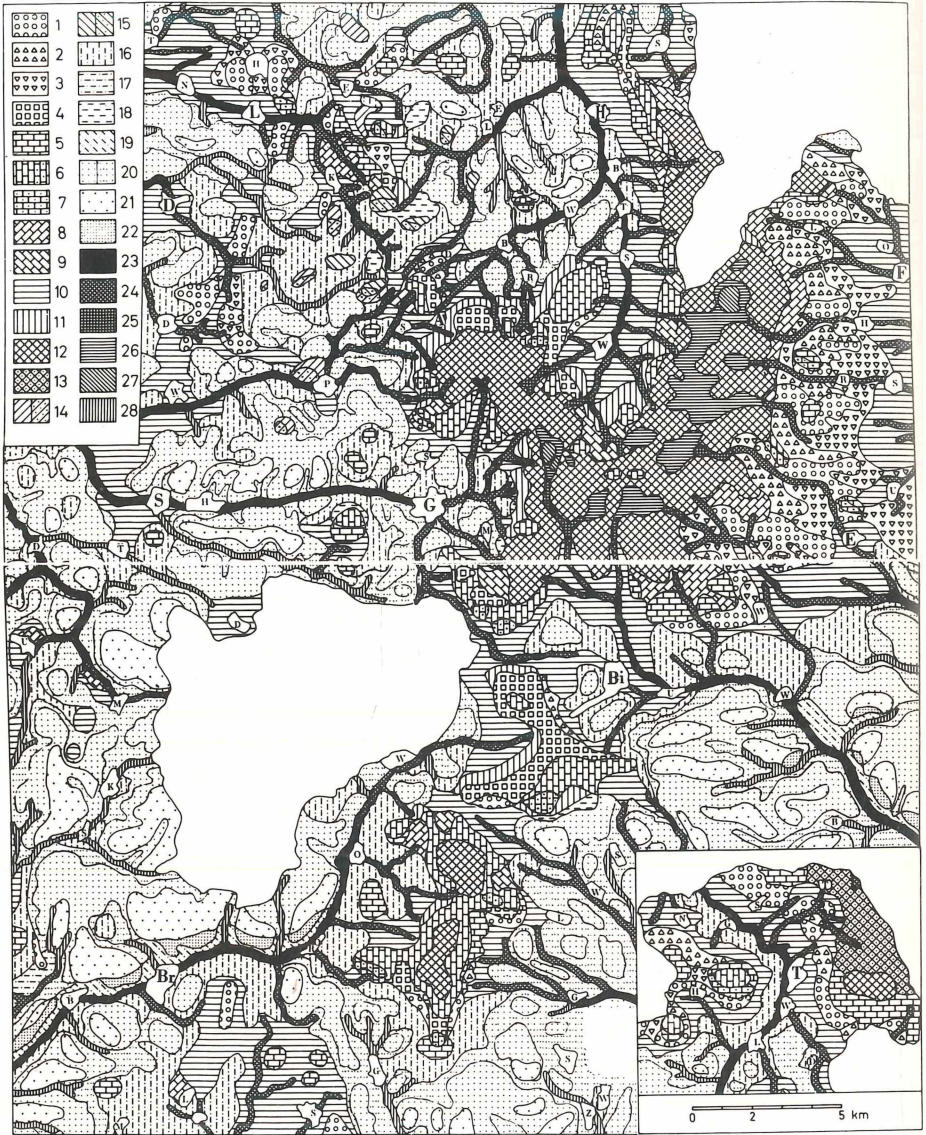 1 15
2 16
3 17
4 18
5 19
6 20
7 21
8 22
9 23
10 24
11 25
12 26
13 27
14 28
H
S
S
E
E
L
K
D
B
W
R
S
O
F
D
S
W
H
B
S
W
P
S
H
G
M
U
E
D
T
W
D
L
M
Bi
U
W
W
K
B
O
N
T
Br
H
G
L
G
S
S
Z
W
0 2 5 km